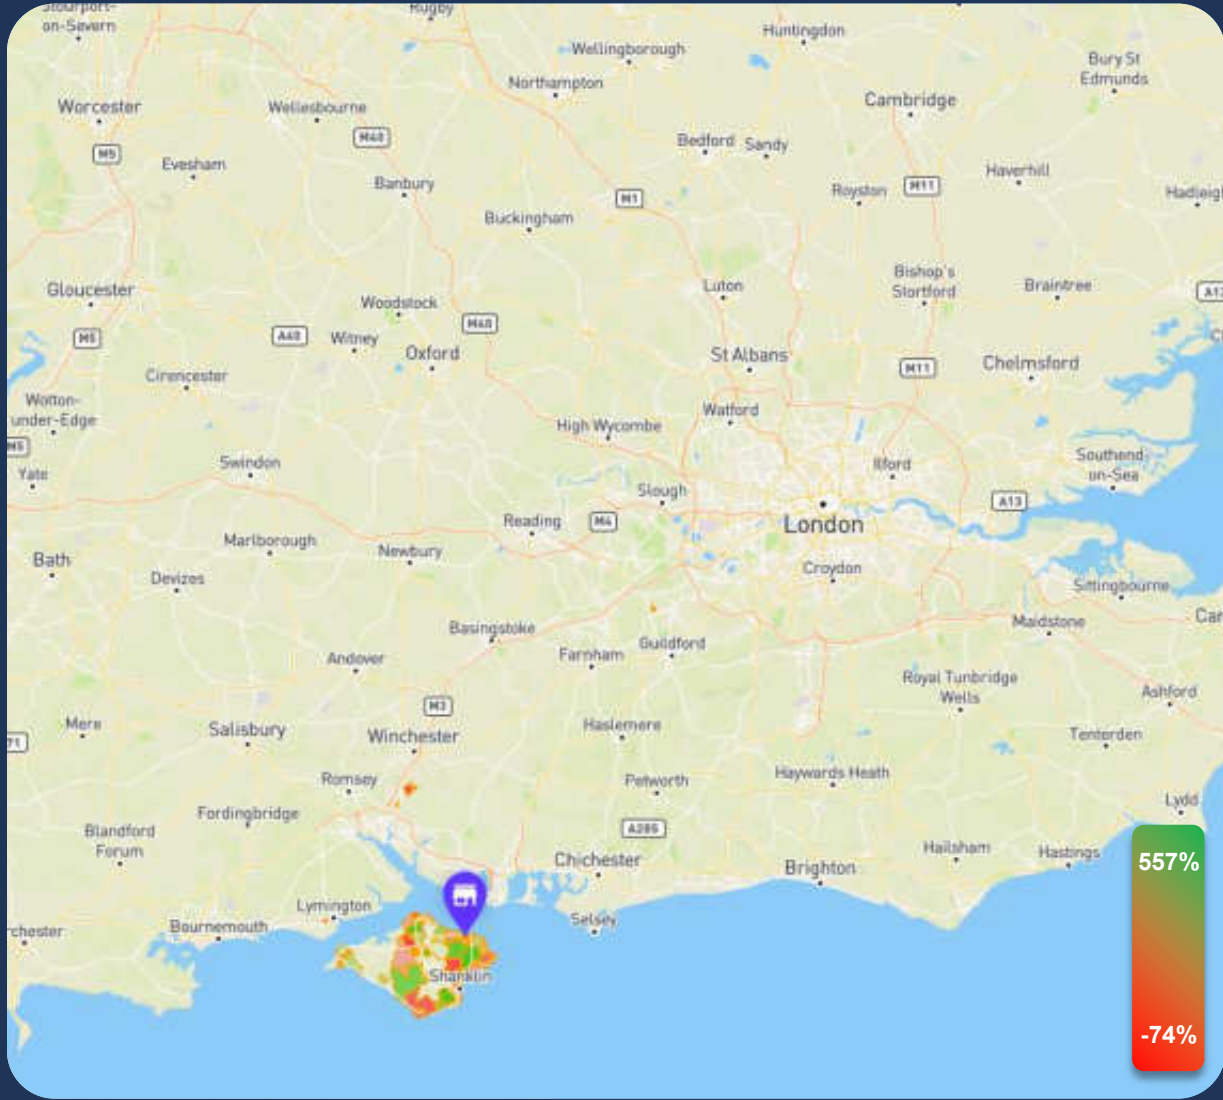 Stourport-
on-Severn
Rugby
Huntingdon
Wellingborough
Bury St
Edmunds
Northampton
Worcester
Wellesbourne
Cambridge
M40
Bedford
Sandy
M5
Evesham
Haverhill
Banbury
M11
Royston
M1
Buckingham
Bishop's
Stortford
Luton
Braintree
Gloucester
Woodstock
M40
M5
A40
Witney
Oxford
St Albans
M11
Chelmsford
Cirencester
Wotton-
under-Edge
Watford
High Wycombe
M5
Yate
Swindon
Ilford
Southend-
on-Sea
Slough
A13
Reading
M4
London
Marlborough
Newbury
Bath
Devizes
Croydon
Sittingbourne
Basingstoke
Maidstone
Guildford
Farnham
Andover
Royal Tunbridge
Wells
Ashford
M3
Mere
Salisbury
Winchester
Haslemere
Tenterden
71
Romsey
Petworth
Haywards Heath
Lydd
Fordingbridge
A285
Blandford
Forum
Chichester
Brighton
Hailsham
Hastings
557%
Lymington
Selsey
Bournemouth
rchester
Shanklin
-74%